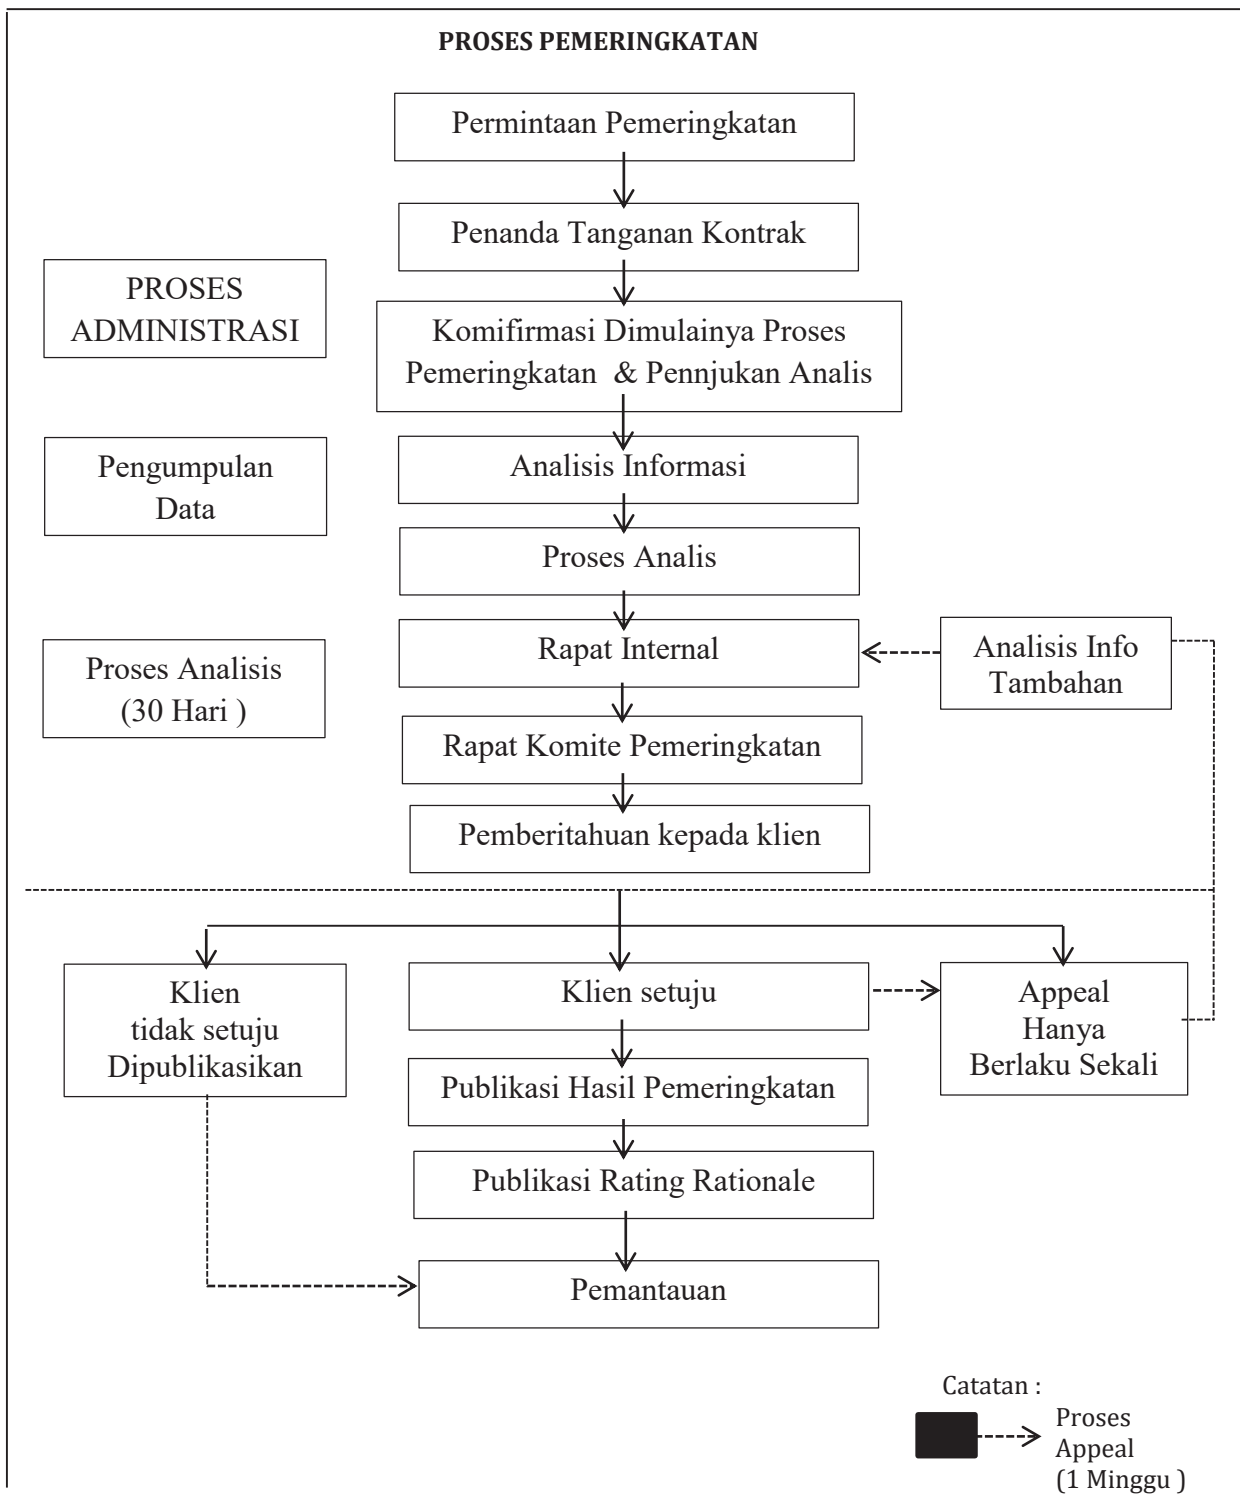 PROSES PEMERINGKATAN
Permintaan Pemeringkatan
Penanda Tanganan Kontrak
PROSES
ADMINISTRASI
Komifirmasi Dimulainya Proses
Pemeringkatan & Pennjukan Analis
Pengumpulan
Data
Analisis Informasi
Proses Analis
Proses Analisis
(30 Hari )
Rapat Internal
Analisis Info
Tambahan
Rapat Komite Pemeringkatan
Pemberitahuan kepada klien
Klien
tidak setuju
Dipublikasikan
Klien setuju
Appeal
Hanya
Berlaku Sekali
Publikasi Hasil Pemeringkatan
Publikasi Rating Rationale
Pemantauan
Catatan :
Proses
Appeal
(1 Minggu )